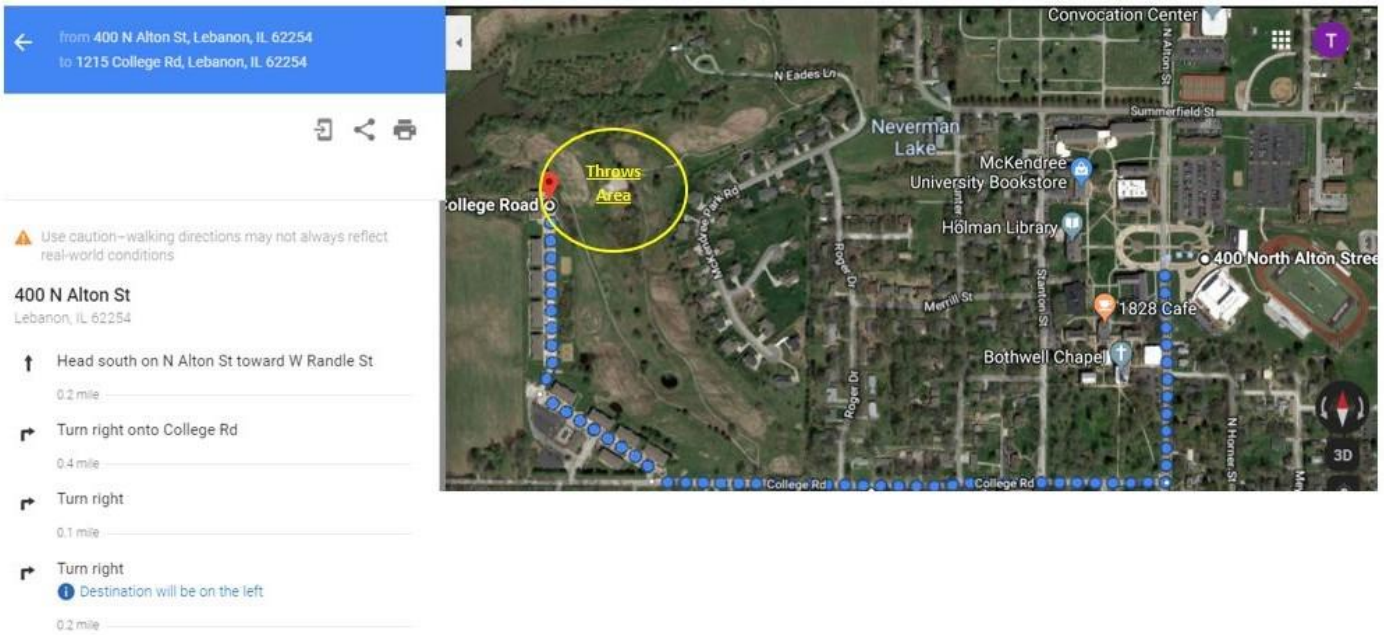 from 400 N Alton St, Lebanon, IL 62254
to 1215 College Rd, Lebanon, IL 62254
Use caution–walking directions may not always reflect
real-world conditions
400 N Alton St
Lebanon, IL 62254
Head south on N Alton St toward W Randle St
0.2 mile
Turn right onto College Rd
0.4 mile
Turn right
0.1 mile
Turn right
Destination will be on the left
0.2 mile
Convocation Center
N Alton St
T
N Eades Ln
Summerfield St
Neverman
Lake
McKendree
University Bookstore
Throws
Area
ollege Road
McKendree Park Rd
Holman Library
400 North Alton Stree
Roger Dr
Stanton St
Merrill St
1828 Cafe
Bothwell Chapel
Roger Dr
N Horner St
3D
College Rd
College Rd